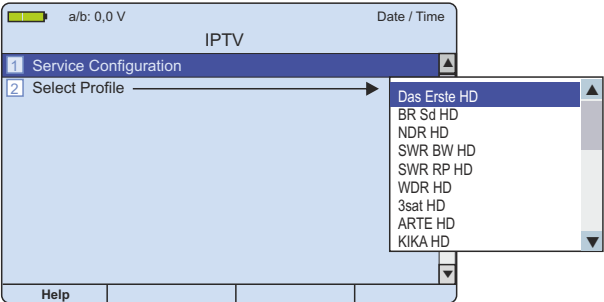 a/b: 0,0 V Date / Time
IPTV
1 Service Configuration
2 Select Profile
Das Erste HD
BR Sd HD
NDR HD
SWR BW HD
SWR RP HD
WDR HD
3sat HD
ARTE HD
KIKA HD
Help